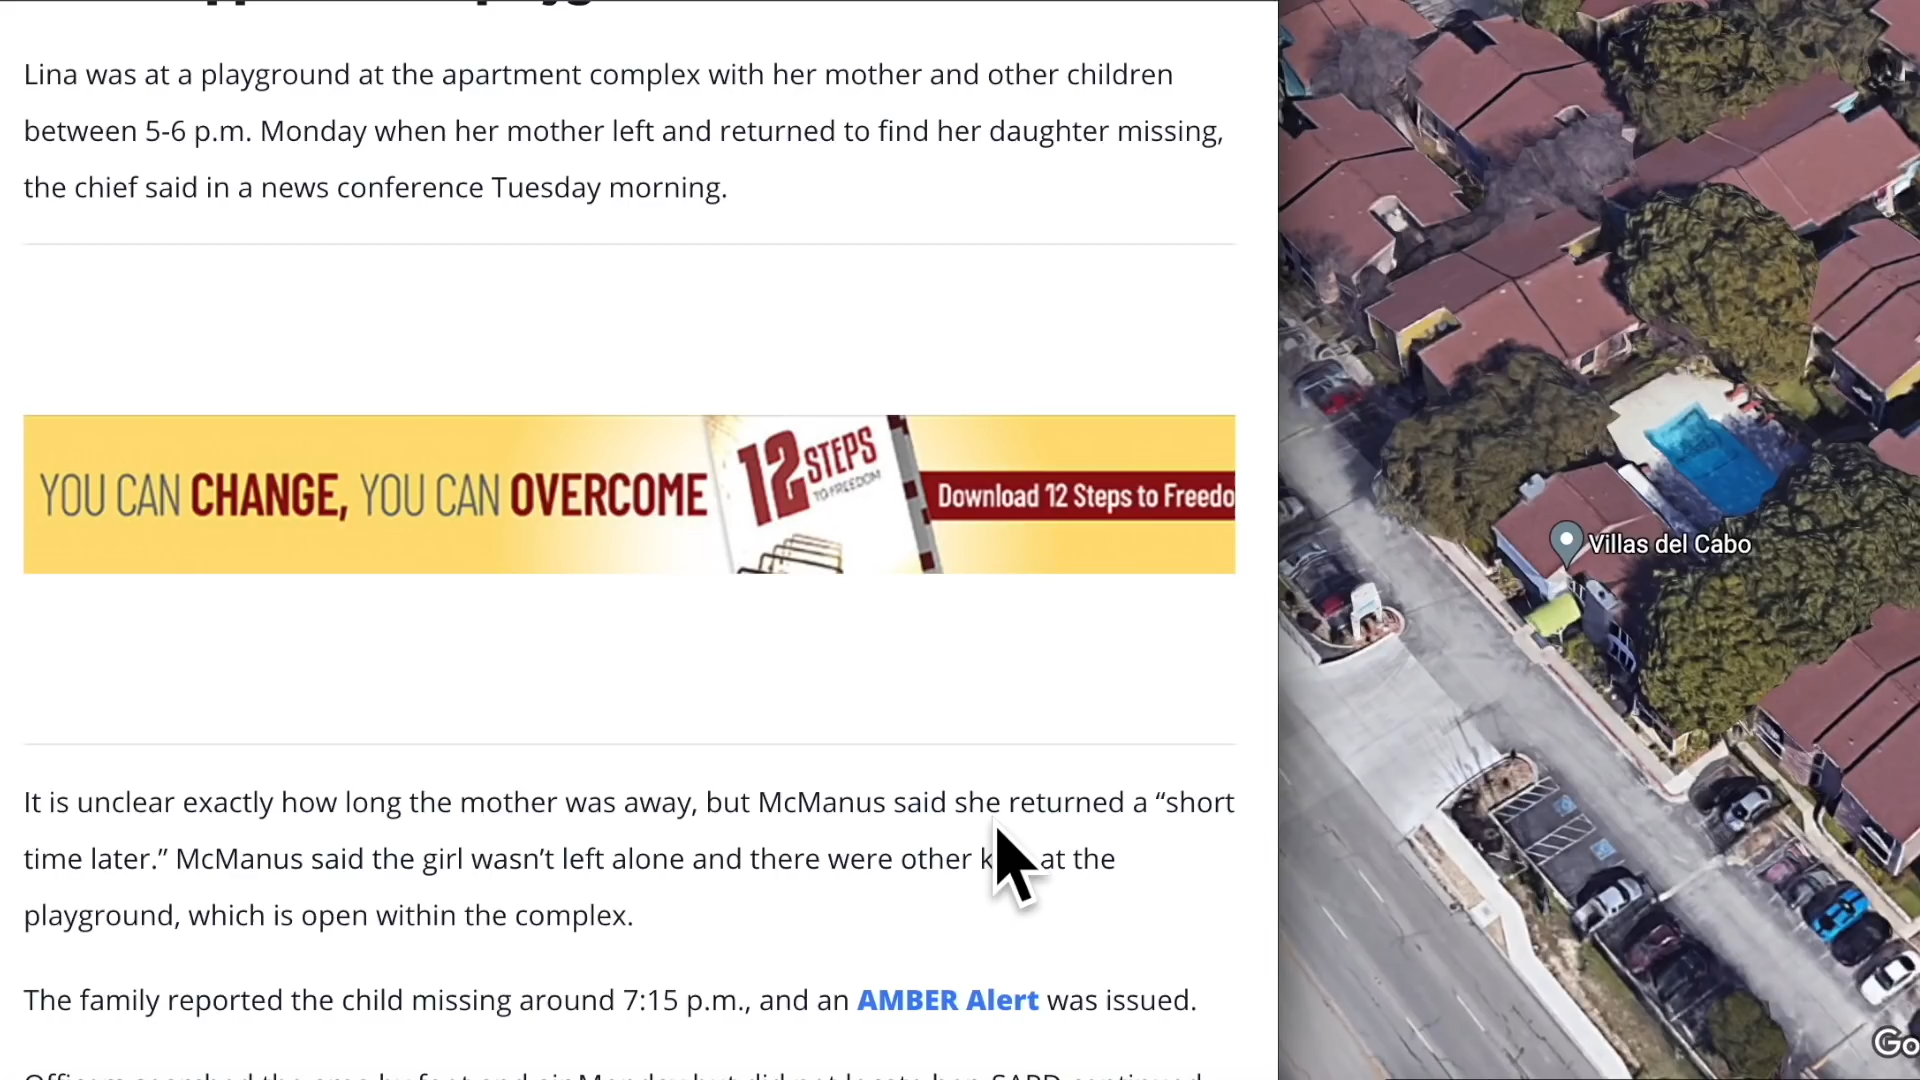 Lina was at a playground at the apartment complex with her mother and other children
between 5-6 p.m. Monday when her mother left and returned to find her daughter missing,
the chief said in a news conference Tuesday morning.
YOU CAN CHANGE, YOU CAN OVERCOME
12 STEPS
TO FREEDOM
Download 12 Steps to Freedo
Villas del Cabo
It is unclear exactly how long the mother was away, but McManus said she returned a “short
time later.” McManus said the girl wasn’t left alone and there were other k at the
playground, which is open within the complex.
The family reported the child missing around 7:15 p.m., and an AMBER Alert was issued.
Go